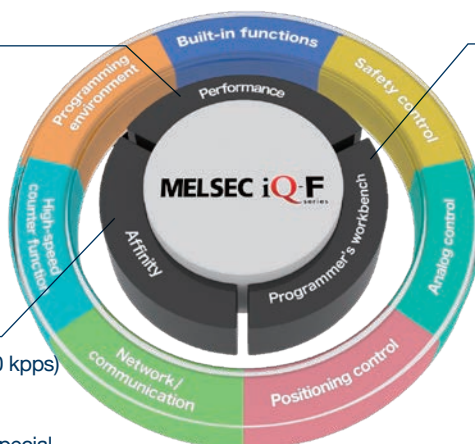 Built-in functions
Programming
environment
Safety control
Performance
MELSEC iQ-F
series
High-speed
counter function
Affinity
Programmer's workbench
Analog control
0 kpps)
Network/
communication
Positioning control